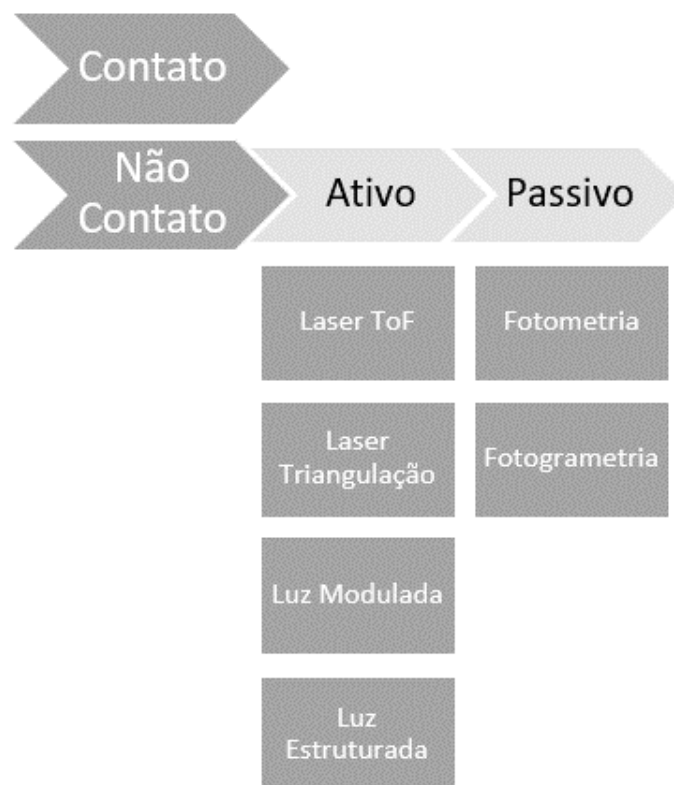 Contato
Não
Contato
Ativo
Passivo
Laser ToF
Fotometria
Laser
Triangulação
Fotogrametria
Luz Modulada
Luz
Estruturada